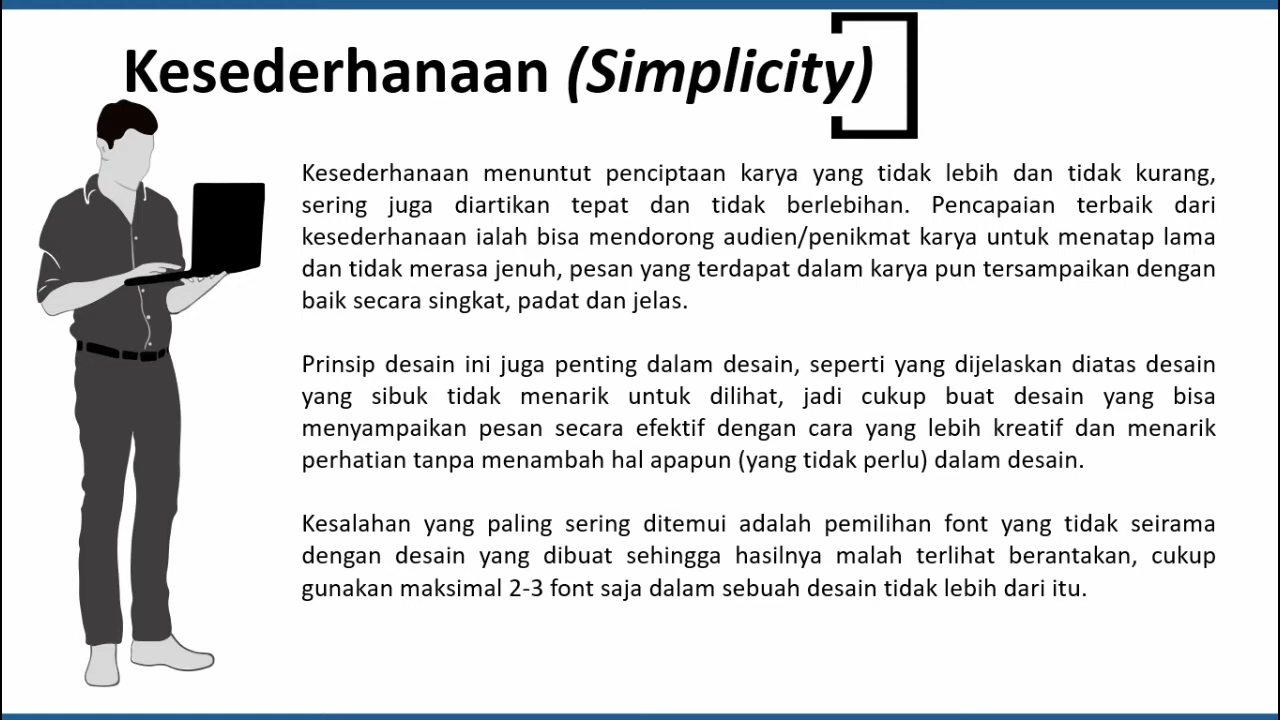 Kesederhanaan (Simplicity)
Kesederhanaan menuntut penciptaan karya yang tidak lebih dan tidak kurang,
sering juga diartikan tepat dan tidak berlebihan. Pencapaian terbaik dari
kesederhanaan ialah bisa mendorong audien/penikmat karya untuk menatap lama
dan tidak merasa jenuh, pesan yang terdapat dalam karya pun tersampaikan dengan
baik secara singkat, padat dan jelas.
Prinsip desain ini juga penting dalam desain, seperti yang dijelaskan diatas desain
yang sibuk tidak menarik untuk dilihat, jadi cukup buat desain yang bisa
menyampaikan pesan secara efektif dengan cara yang lebih kreatif dan menarik
perhatian tanpa menambah hal apapun (yang tidak perlu) dalam desain.
Kesalahan yang paling sering ditemui adalah pemilihan font yang tidak seirama
dengan desain yang dibuat sehingga hasilnya malah terlihat berantakan, cukup
gunakan maksimal 2-3 font saja dalam sebuah desain tidak lebih dari itu.